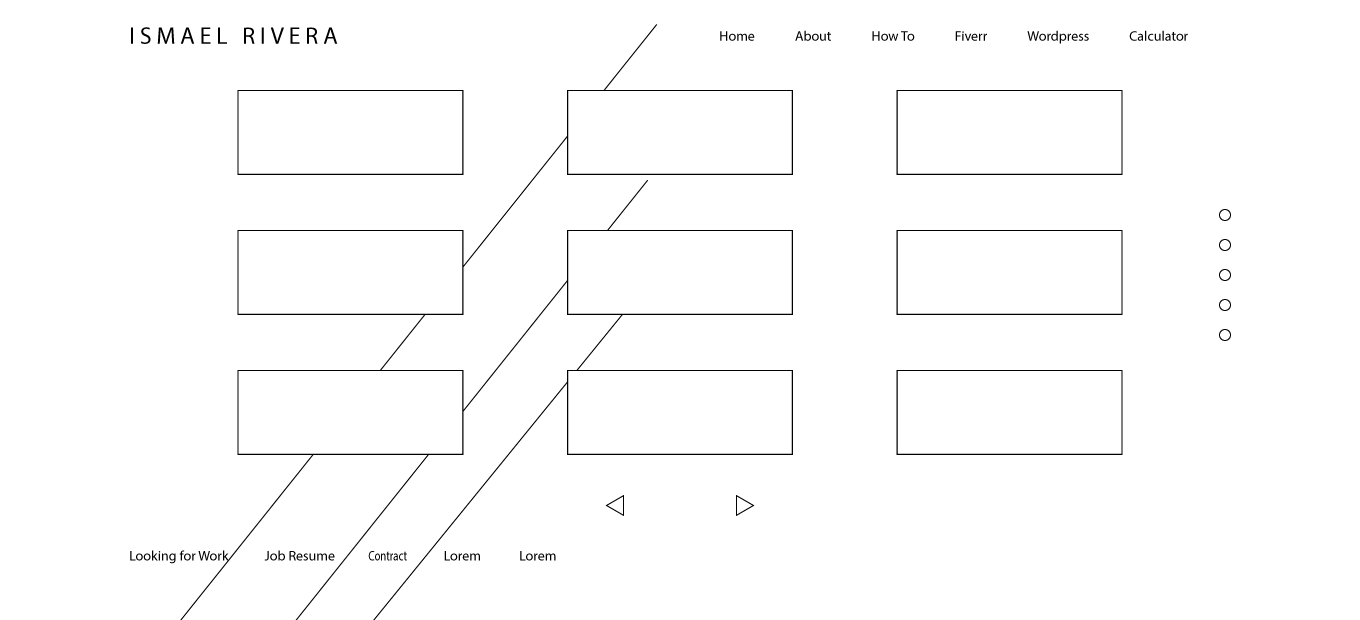 ISMAEL RIVERA
Home About How To Fiverr Wordpress Calculator
Looking for Work Job Resume Contract Lorem Lorem